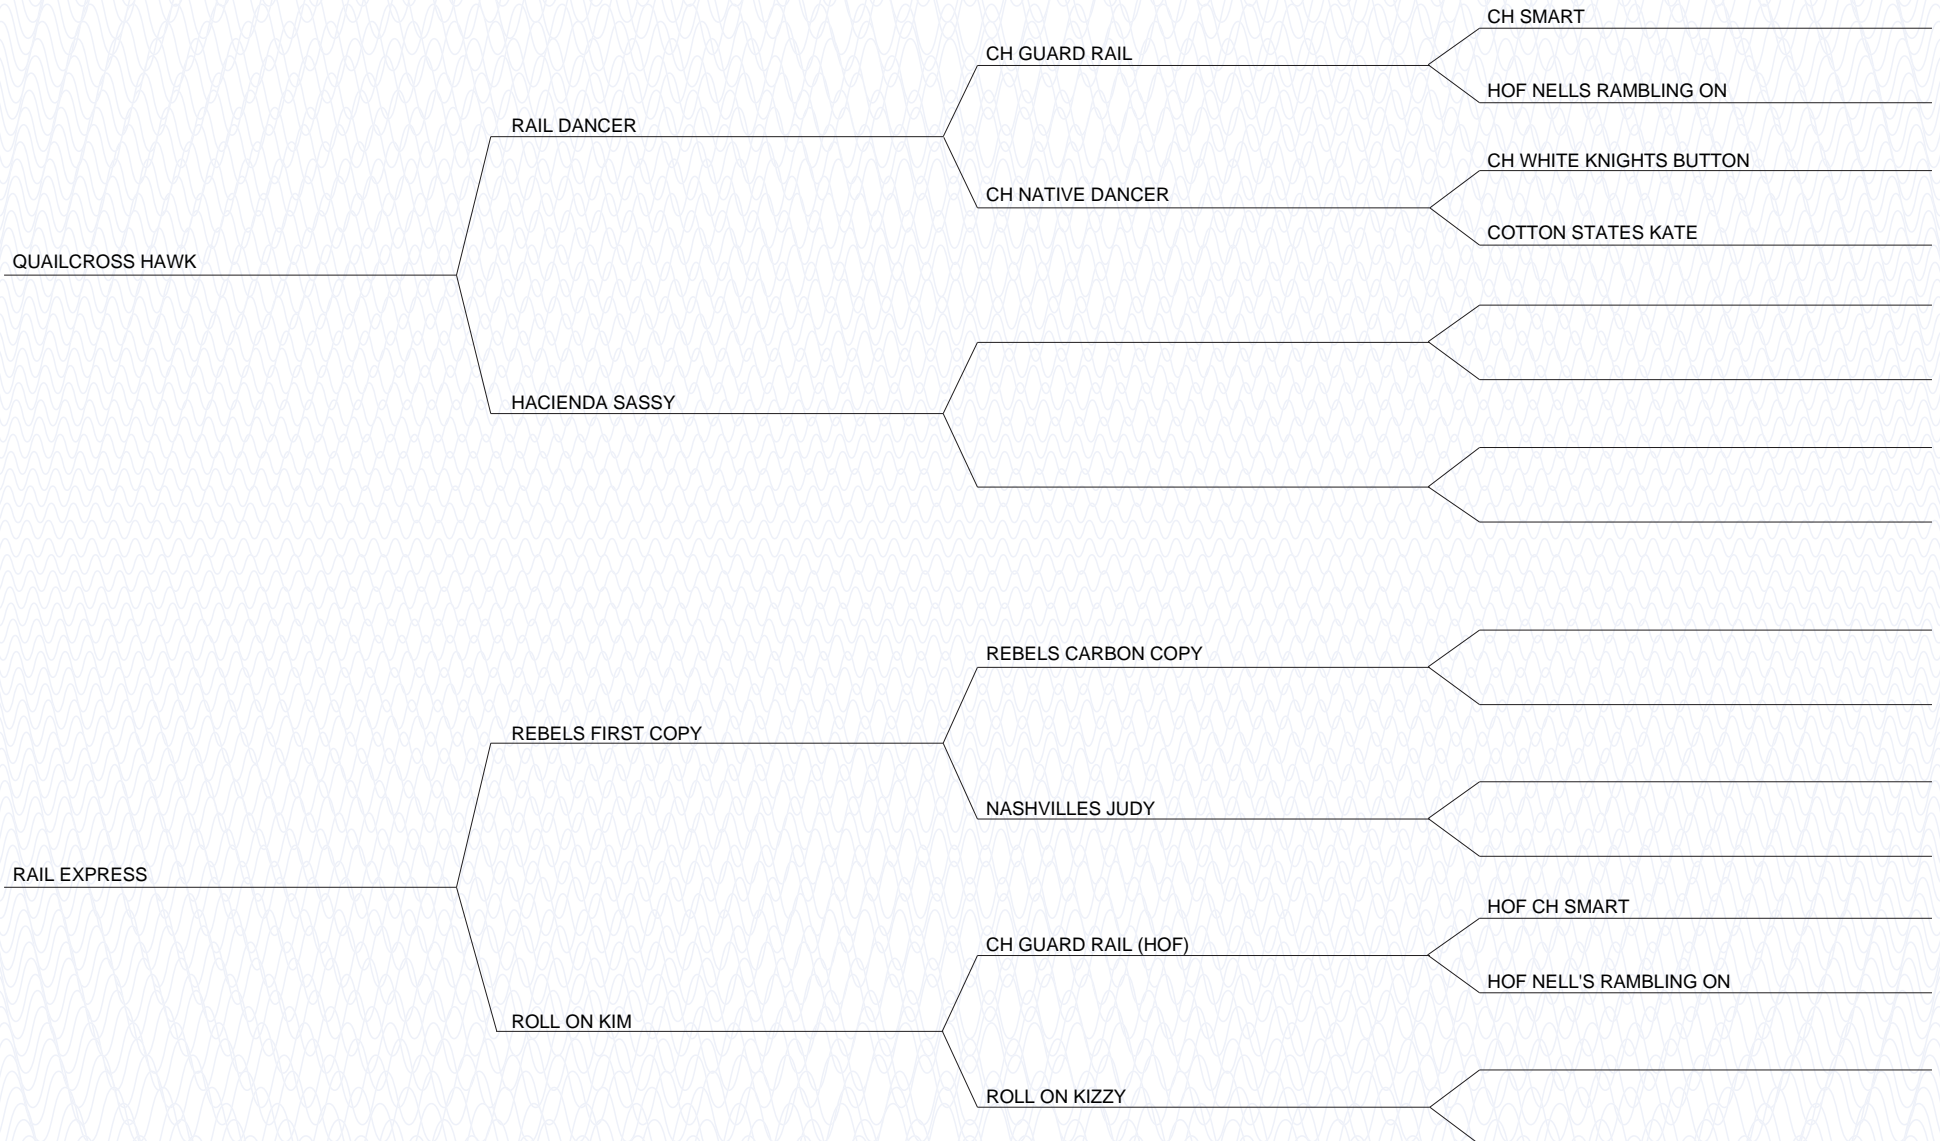 CH SMART
CH GUARD RAIL
HOF NELLS RAMBLING ON
RAIL DANCER
CH WHITE KNIGHTS BUTTON
CH NATIVE DANCER
COTTON STATES KATE
QUAILCROSS HAWK
HACIENDA SASSY
REBELS CARBON COPY
REBELS FIRST COPY
NASHVILLES JUDY
RAIL EXPRESS
HOF CH SMART
CH GUARD RAIL (HOF)
HOF NELL'S RAMBLING ON
ROLL ON KIM
ROLL ON KIZZY